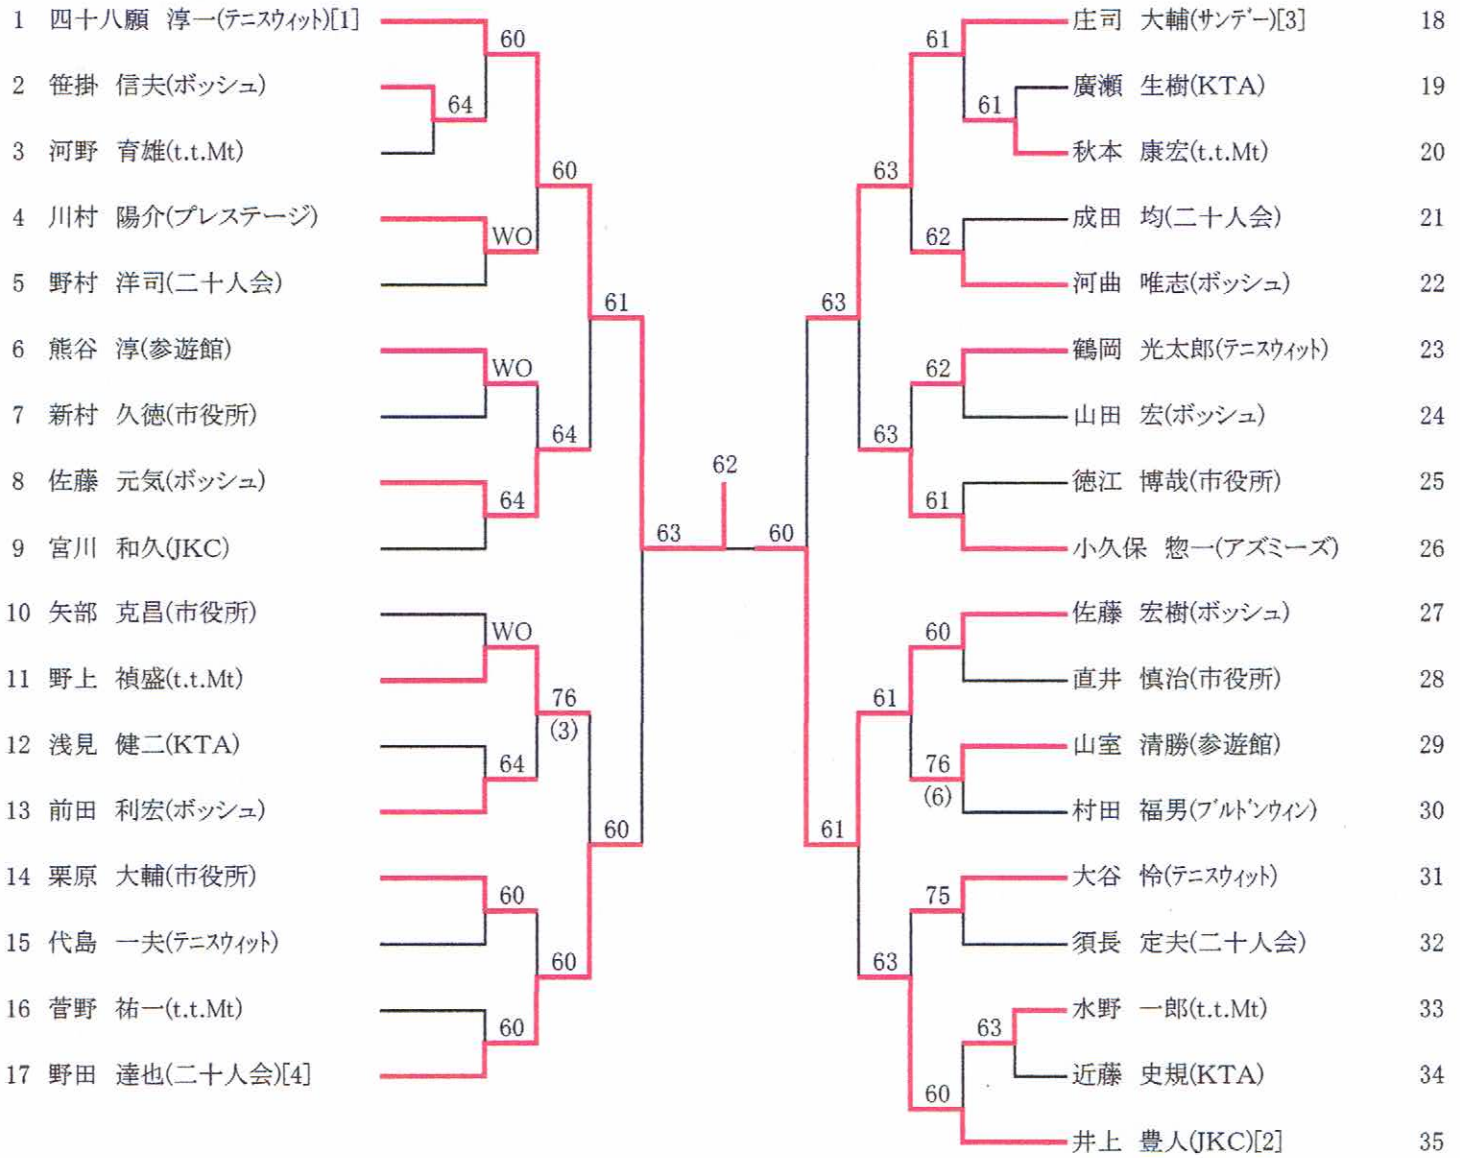 1 四十八願 淳一(テニスウィット)[1]
2 笹掛 信夫(ボッシュ)
3 河野 育雄(t.t.Mt)
4 川村 陽介(プレステージ)
5 野村 洋司(二十人会)
6 熊谷 淳(参遊館)
7 新村 久徳(市役所)
8 佐藤 元気(ボッシュ)
9 宮川 和久(JKC)
10 矢部 克昌(市役所)
11 野上 禎盛(t.t.Mt)
12 浅見 健二(KTA)
13 前田 利宏(ボッシュ)
14 栗原 大輔(市役所)
15 代島 一夫(テニスウィット)
16 菅野 祐一(t.t.Mt)
17 野田 達也(二十人会)[4]
64
60
WO
WO
64
WO
64
60
60
60
64
76
(3)
60
61
60
63
62
60
63
61
63
63
61
63
61
62
62
61
60
76
(6)
75
60
61
63
庄司 大輔(サンデー)[3] 18
廣瀬 生樹(KTA) 19
秋本 康宏(t.t.Mt) 20
成田 均(二十人会) 21
河曲 唯志(ボッシュ) 22
鶴岡 光太郎(テニスウィット) 23
山田 宏(ボッシュ) 24
徳江 博哉(市役所) 25
小久保 惣一(アズミーズ) 26
佐藤 宏樹(ボッシュ) 27
直井 慎治(市役所) 28
山室 清勝(参遊館) 29
村田 福男(ブルドンウィン) 30
大谷 怜(テニスウィット) 31
須長 定夫(二十人会) 32
水野 一郎(t.t.Mt) 33
近藤 史規(KTA) 34
井上 豊人(JKC)[2] 35